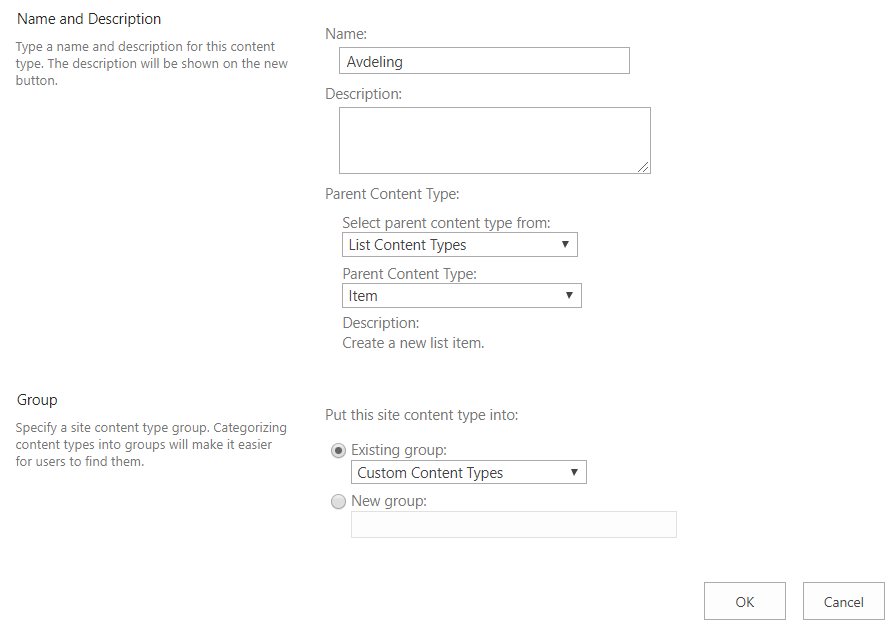 Name and Description
Type a name and description for this content
type. The description will be shown on the new
button.
Name:
Avdeling
Description:
Parent Content Type:
Select parent content type from:
List Content Types
Parent Content Type:
Item
Description:
Create a new list item.
Group
Specify a site content type group. Categorizing
content types into groups will make it easier
for users to find them.
Put this site content type into:
Existing group:
Custom Content Types
New group:
OK
Cancel